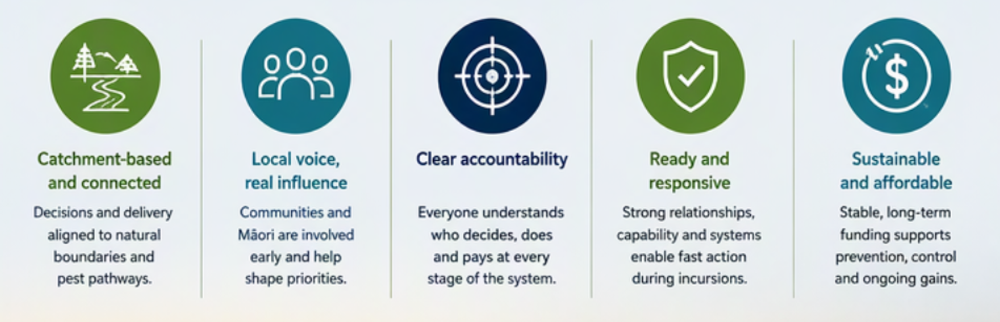 Catchment-based
and connected
Decisions and delivery
aligned to natural
boundaries and
pest pathways.
Local voice,
real influence
Communities and
Māori are involved
early and help
shape priorities.
Clear accountability
Everyone understands
who decides, does
and pays at every
stage of the system.
Ready and
responsive
Strong relationships,
capability and systems
enable fast action
during incursions.
$
Sustainable
and affordable
Stable, long-term
funding supports
prevention, control
and ongoing gains.